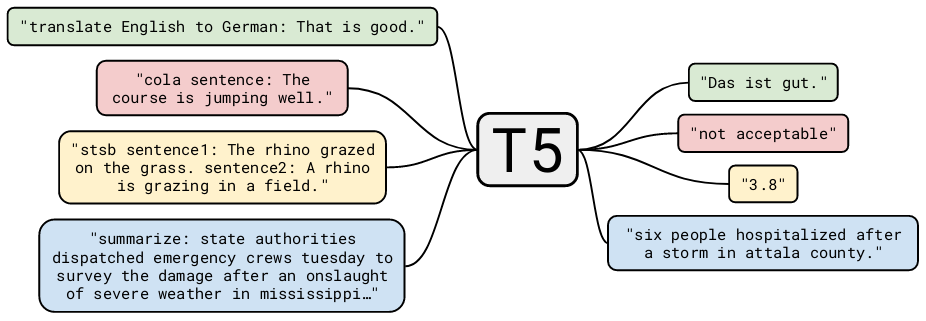 "translate English to German: That is good."
"cola sentence: The
course is jumping well."
"stsb sentence1: The rhino grazed
on the grass. sentence2: A rhino
is grazing in a field."
"summarize: state authorities
dispatched emergency crews tuesday to
survey the damage after an onslaught
of severe weather in mississippi…"
T5
"Das ist gut."
"not acceptable"
"3.8"
"six people hospitalized after
a storm in attala county."